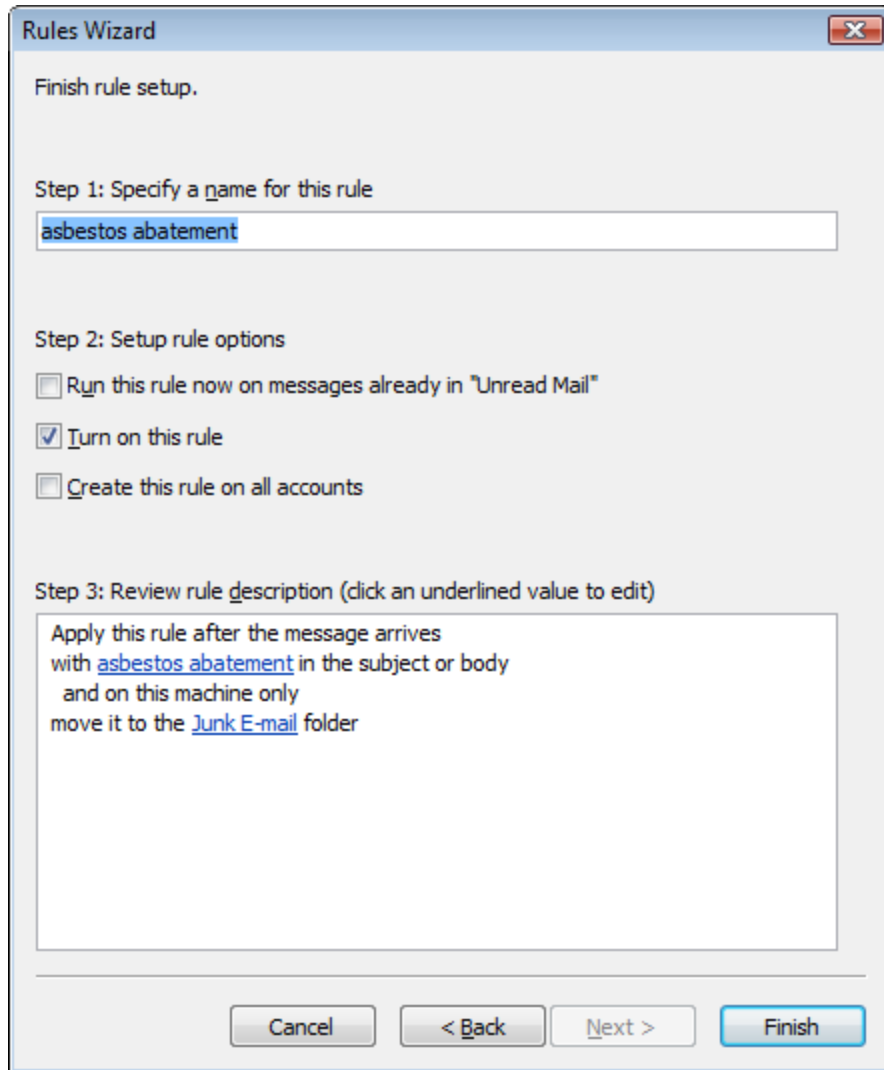 Rules Wizard
Finish rule setup.
Step 1: Specify a name for this rule
asbestos abatement
Step 2: Setup rule options
Run this rule now on messages already in "Unread Mail"
Turn on this rule
Create this rule on all accounts
Step 3: Review rule description (click an underlined value to edit)
Apply this rule after the message arrives
with asbestos abatement in the subject or body
and on this machine only
move it to the Junk E-mail folder
Cancel < Back Next > Finish